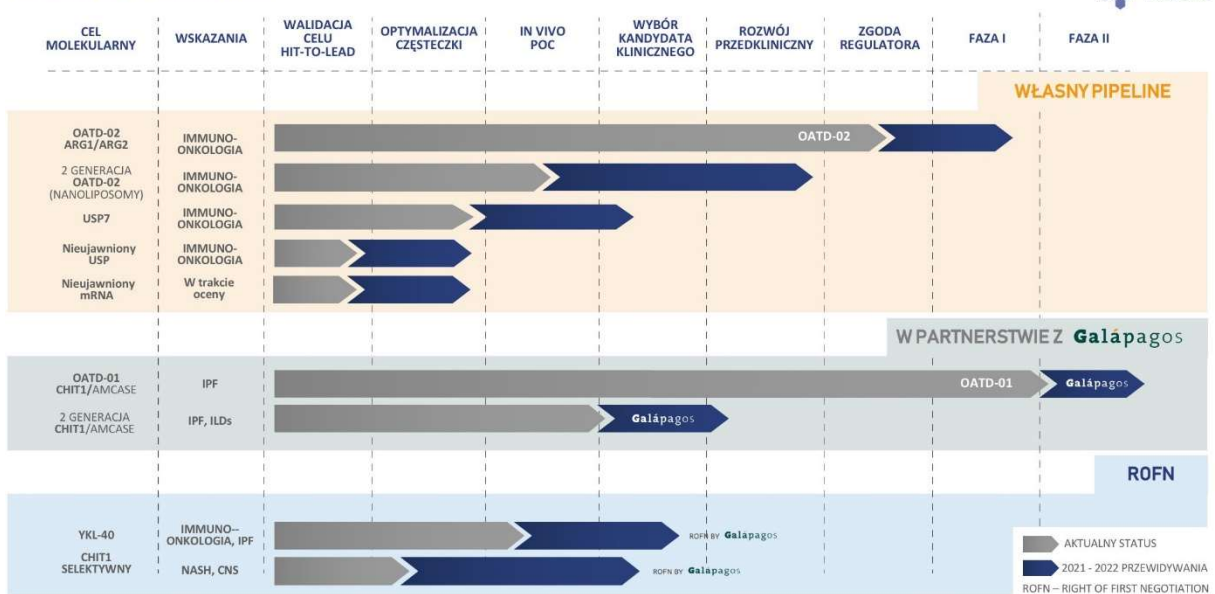 CEL
MOLEKULARNY
WSKAZANIA
WALIDACJA
CELU
HIT-TO-LEAD
OPTYMALIZACJA
CZĘSTECZKI
IN VIVO
POC
WYBÓR
KANDYDATA
KLINICZNEGO
ROZWÓJ
PRZEDKLINICZNY
ZGODA
REGULATORA
FAZA I
FAZA II
WŁASNY PIPELINE
OATD-02
ARG1/ARG2
IMMUNO-
ONKOLOGIA
OATD-02
2 GENERACJA
OATD-02
(NANOLIPOSOMY)
IMMUNO-
ONKOLOGIA
USP7
IMMUNO-
ONKOLOGIA
Nieujawniony
USP
IMMUNO-
ONKOLOGIA
Nieujawniony
mRNA
W trakcie
oceny
W PARTNERSTWIE Z Galápagos
OATD-01
CHIT1/AMCASE
IPF
OATD-01
Galápagos
2 GENERACJA
CHIT1/AMCASE
IPF, ILDs
Galápagos
ROFN
YKL-40
IMMUNO--
ONKOLOGIA, IPF
ROFN BY Galápagos
CHIT1
SELEKTYWNY
NASH, CNS
ROFN BY Galápagos
AKTUALNY STATUS
2021 - 2022 PRZEWIDYWANIA
ROFN – RIGHT OF FIRST NEGOTIATION